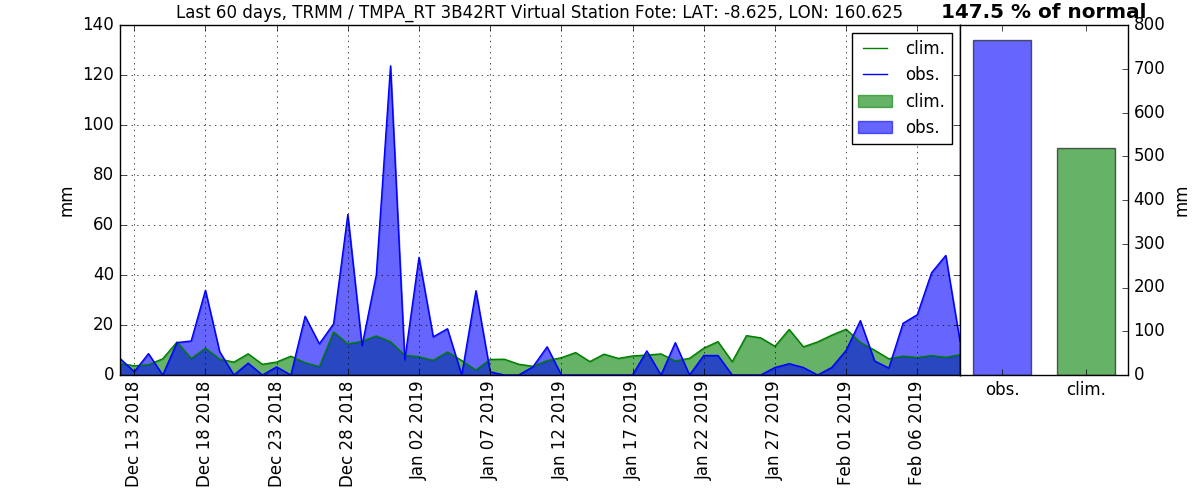 Last 60 days, TRMM / TMPA_RT 3B42RT Virtual Station Fote: LAT: -8.625, LON: 160.625
147.5 % of normal
140
120
100
80
60
40
20
0
mm
clim.
obs.
clim.
obs.
800
700
600
500
400
300
200
100
0
mm
Dec 13 2018
Dec 18 2018
Dec 23 2018
Dec 28 2018
Jan 02 2019
Jan 07 2019
Jan 12 2019
Jan 17 2019
Jan 22 2019
Jan 27 2019
Feb 01 2019
Feb 06 2019
obs.
clim.